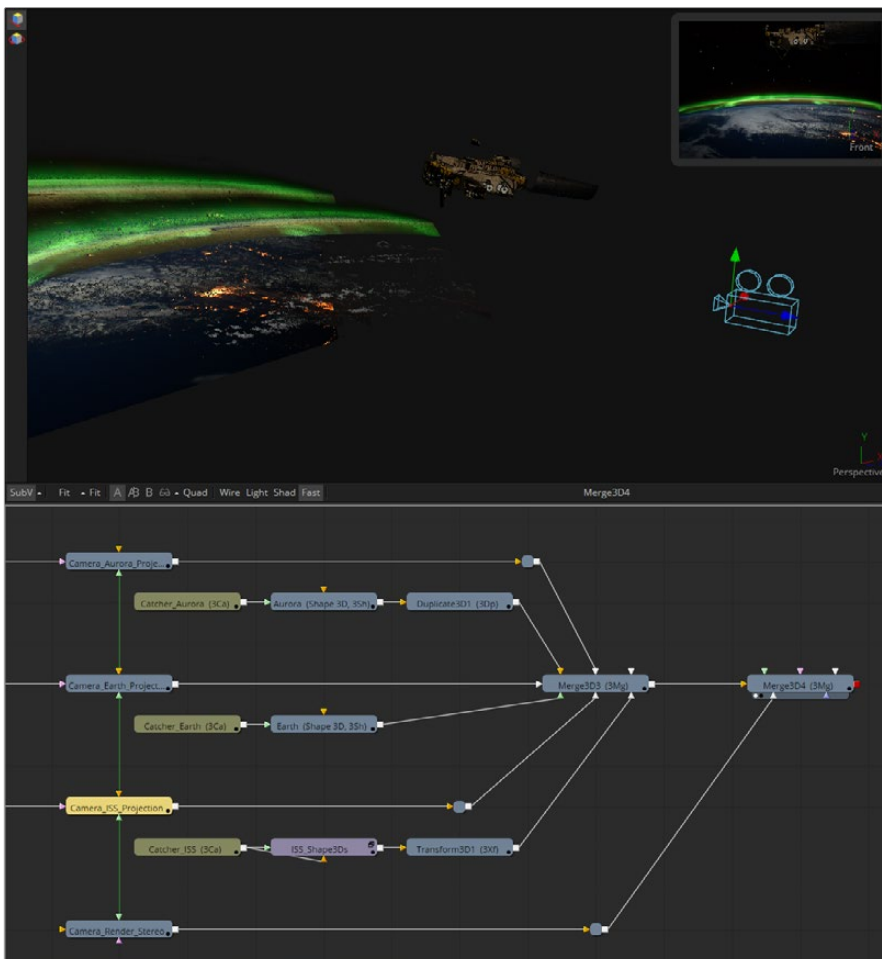 Front
Y
X
Perspective
SubV Fit Fit A B Quad Wire Light Shad Fast Merge3D4
Camera_Aurora_Proje...
Catcher_Aurora (3Ca) Aurora (Shape 3D, 3Sh) Duplicate3D1 (3Dp)
Camera_Earth_Project... Merge3D3 (3Mg) Merge3D4 (3Mg)
Catcher_Earth (3Ca) Earth (Shape 3D, 3Sh)
Camera_ISS_Projection
Catcher_ISS (3Ca) ISS_Shape3Ds Transform3D1 (3Xf)
Camera_Render_Stereo